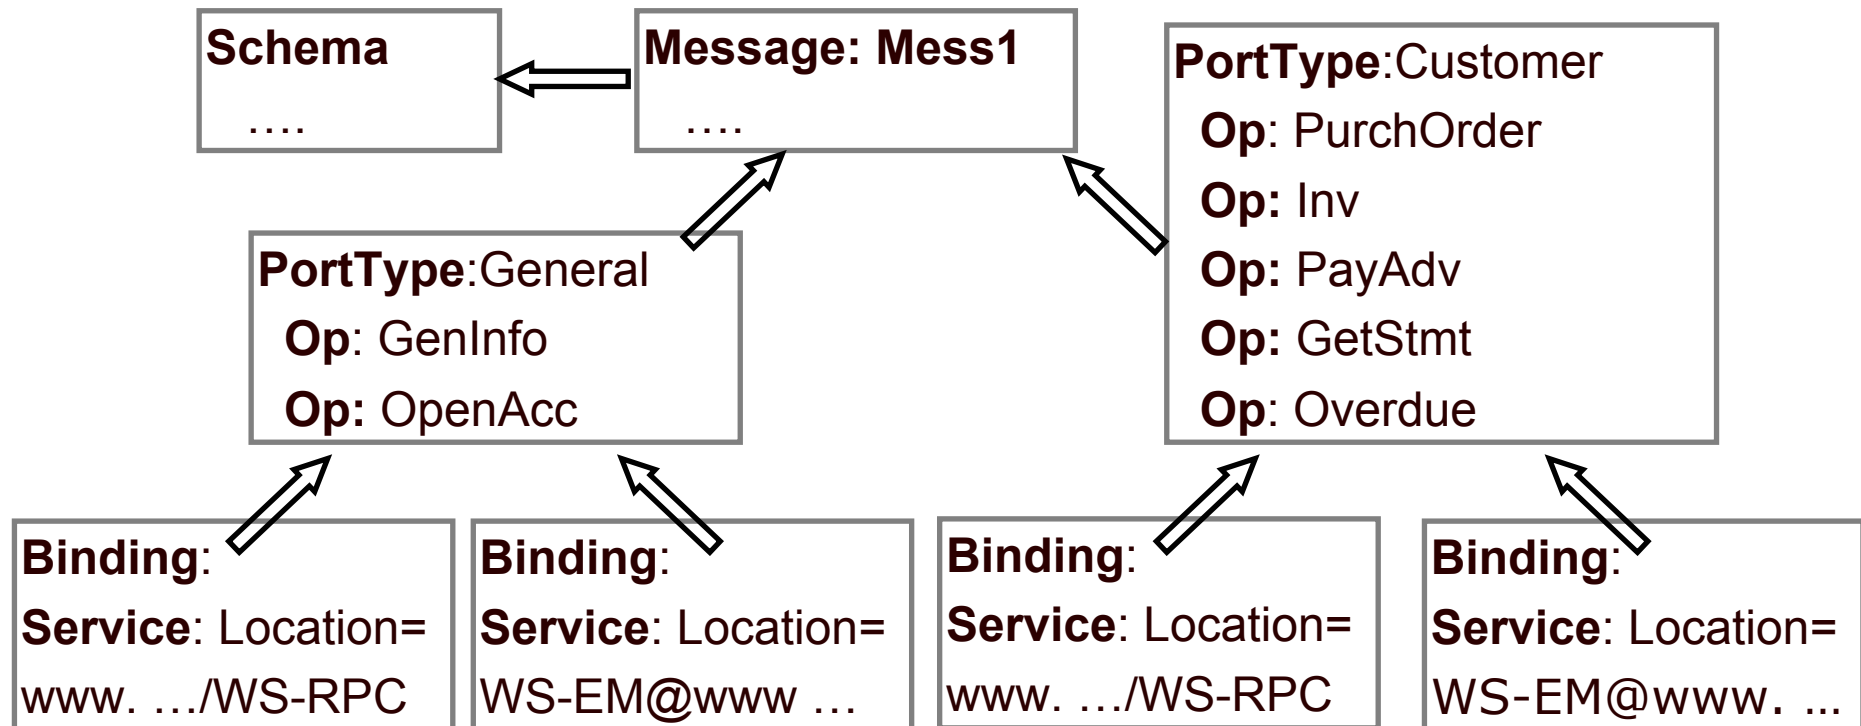 Schema
….
Message: Mess1
….
PortType:Customer
Op: PurchOrder
Op: Inv
Op: PayAdv
Op: GetStmt
Op: Overdue
PortType:General
Op: GenInfo
Op: OpenAcc
Binding:
Service: Location=
www. …/WS-RPC
Binding:
Service: Location=
WS-EM@www …
Binding:
Service: Location=
www. …/WS-RPC
Binding:
Service: Location=
WS-EM@www. …